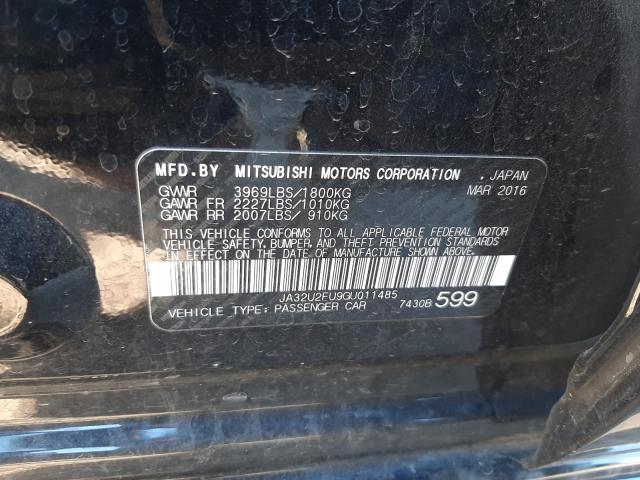 MFD.BY MITSUBISHI MOTORS CORPORATION . JAPAN
GVWR 3969LBS/1800KG MAR 2016
GAWR FR 2227LBS/1010KG
GAWR RR 2007LBS/ 910KG
THIS VEHICLE CONFORMS TO ALL APPLICABLE FEDERAL MOTOR
VEHICLE SAFETY, BUMPER, AND THEFT PREVENTION STANDARDS
IN EFFECT ON THE DATE OF MANUFACTURE SHOWN ABOVE.
JA32U2FU9GU011485
VEHICLE TYPE: PASSENGER CAR 7430B 599